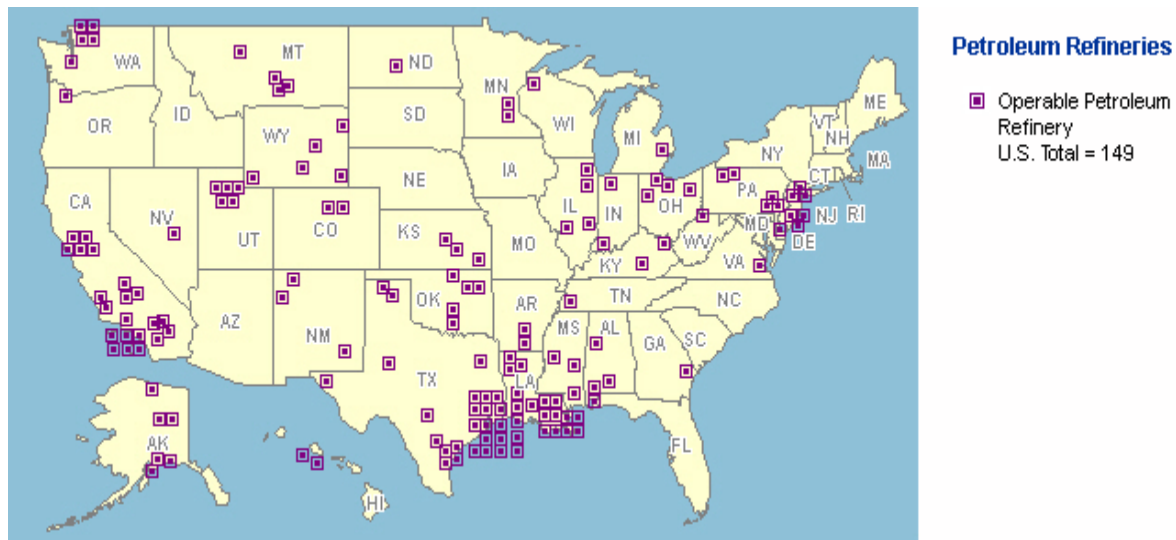 Petroleum Refineries
Operable Petroleum
Refinery
U.S. Total = 149
WA
MT
ND
MN
ME
OR
ID
SD
WI
MI
VT
NH
WY
NY
MA
IA
CT
RI
NE
PA
CA
NV
IL
IN
OH
NJ
MD
DE
UT
CO
KS
MO
WV
KY
VA
AZ
NM
OK
AR
TN
NC
MS
AL
GA
SC
TX
LA
AK
FL
HI